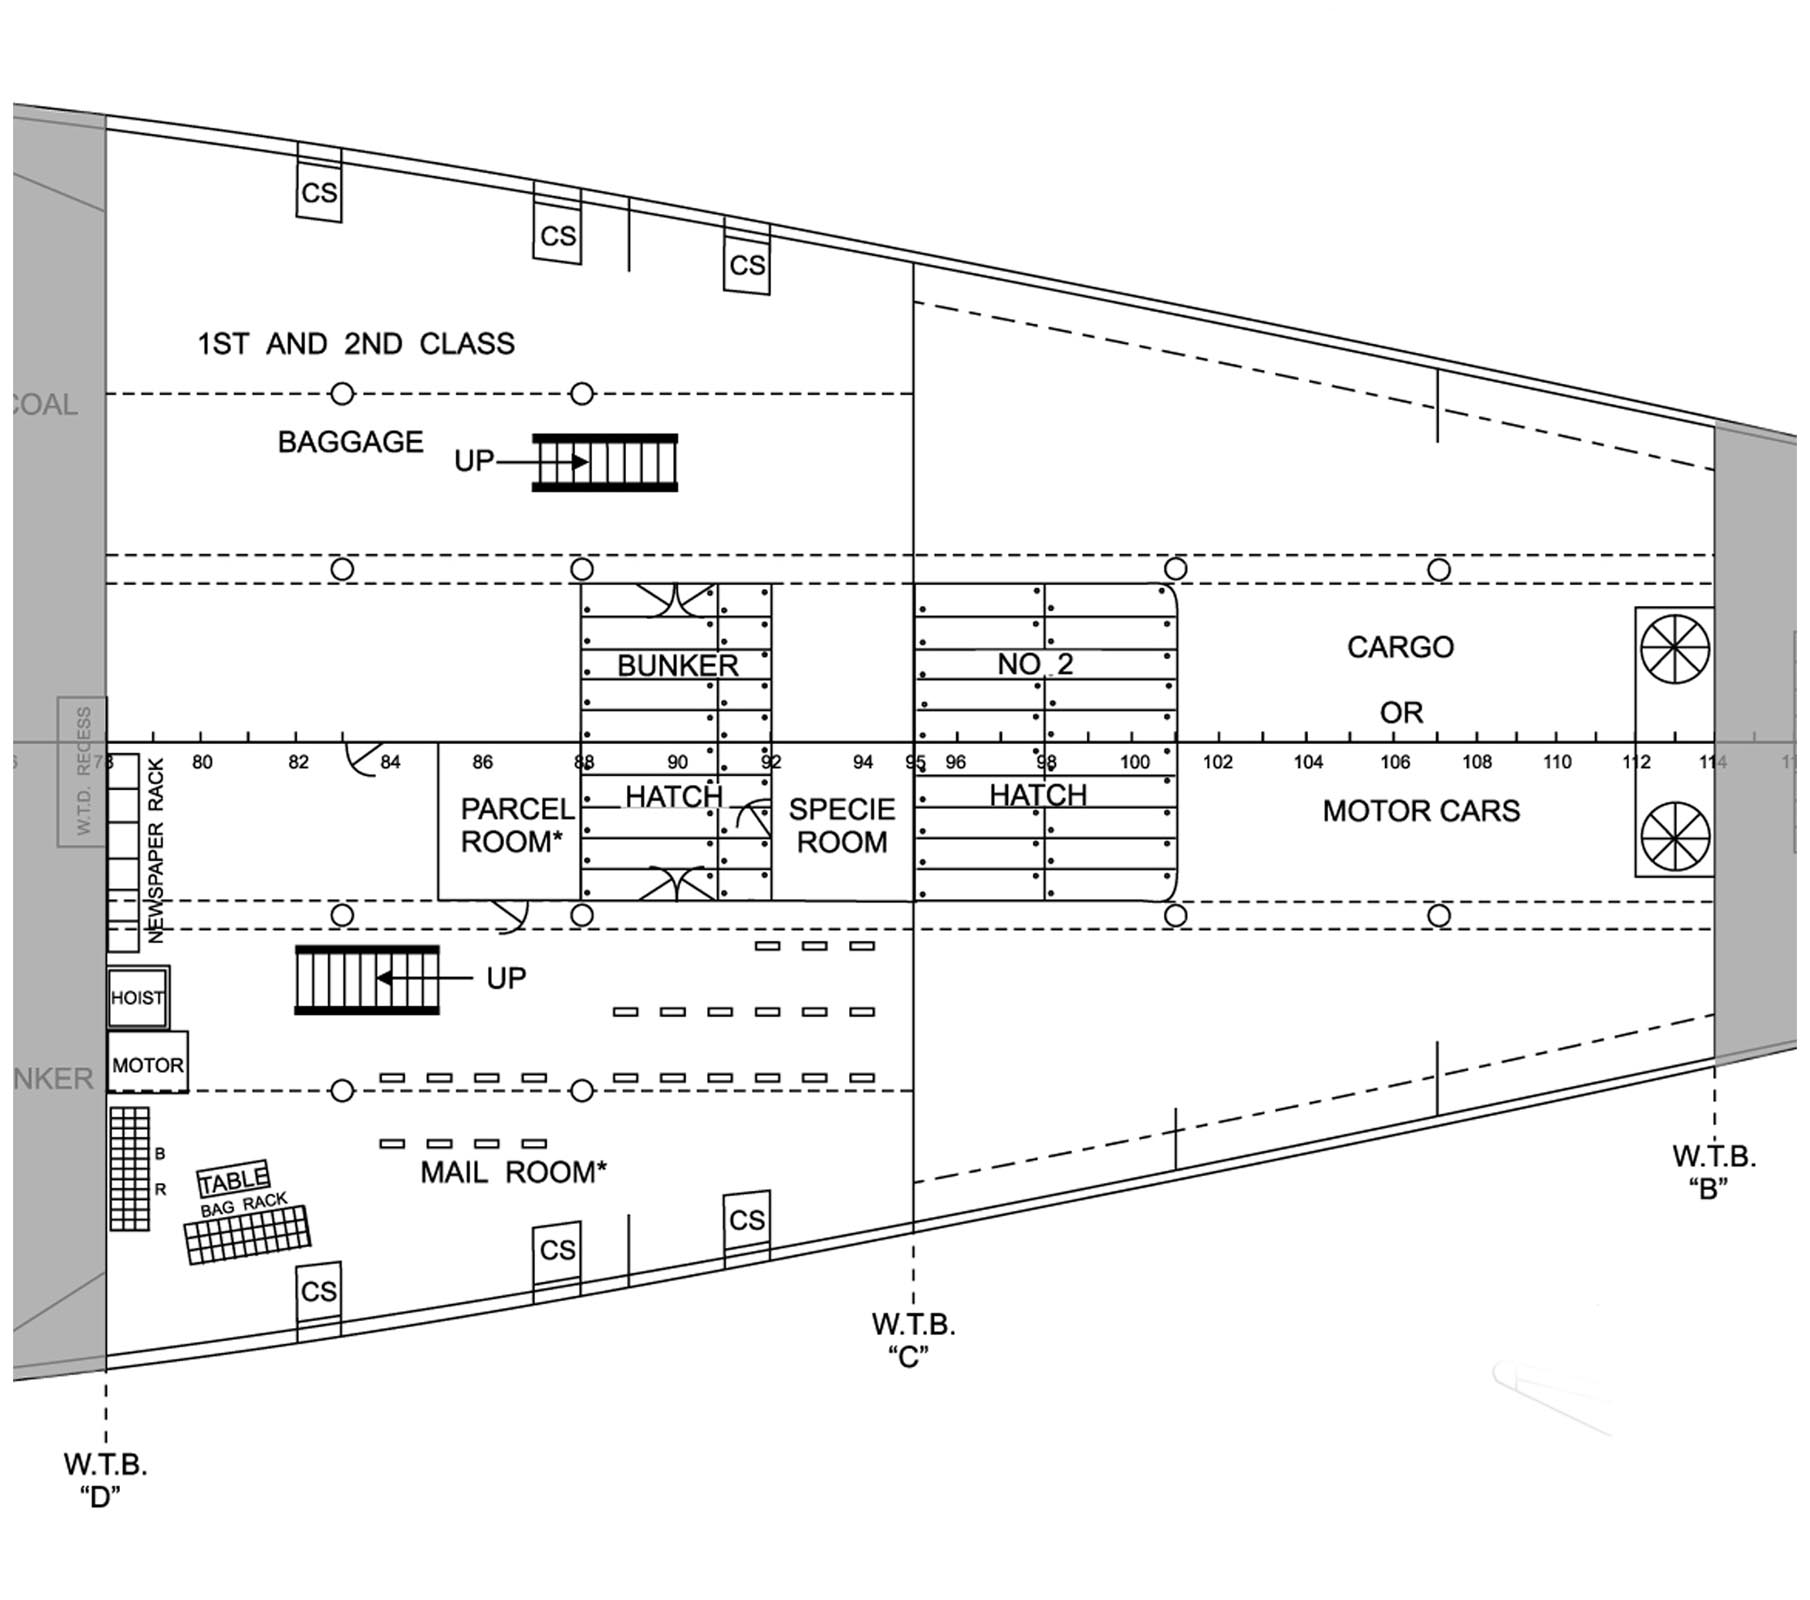 CS
CS
CS
1ST AND 2ND CLASS
COAL
BAGGAGE
UP
BUNKER
NO. 2
CARGO
OR
W.T.D. RECESS
78
80
82
84
86
88
90
92
94
95
96
98
100
102
104
106
108
110
112
114
NEWSPAPER RACK
PARCEL
ROOM*
HATCH
SPECIE
ROOM
HATCH
MOTOR CARS
UP
HOIST
MOTOR
NKER
B
R
TABLE
BAG RACK
MAIL ROOM*
CS
CS
CS
W.T.B.
“B”
W.T.B.
“C”
W.T.B.
“D”